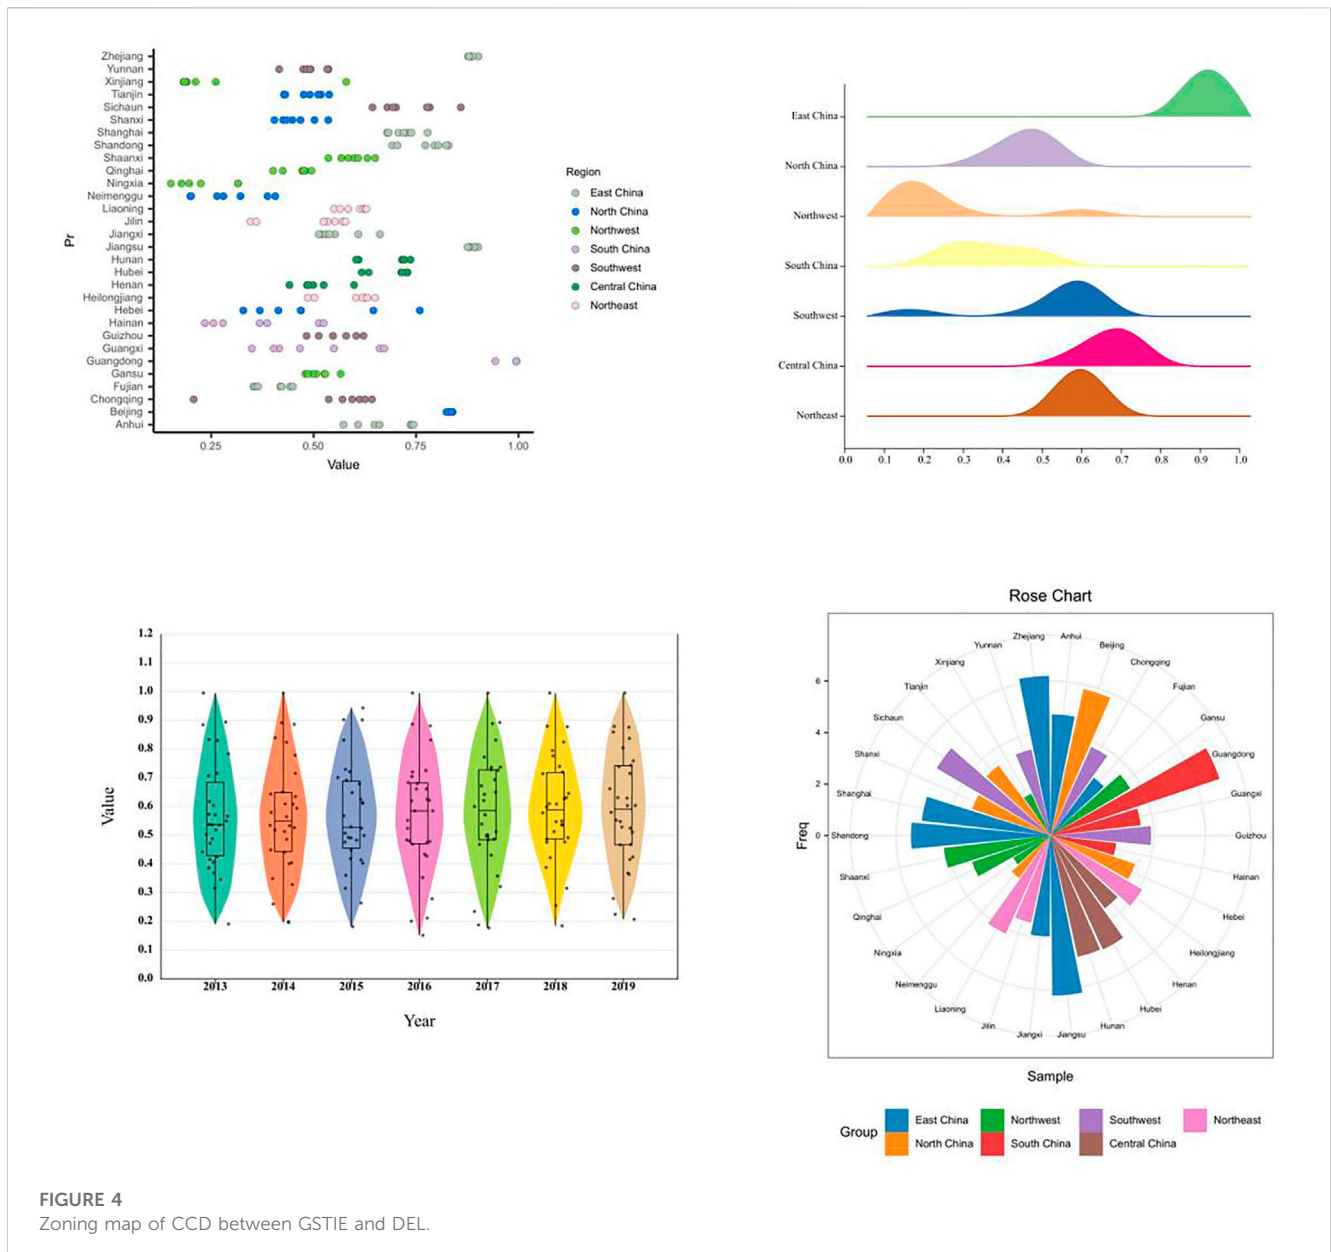 Zhejiang
Yunnan
Xinjiang
Tianjin
Sichaun
Shanxi
Shanghai
Shandong
Shaanxi
Qinghai
Ningxia
Neimenggu
Liaoning
Jilin
Jiangxi
Jiangsu
Hunan
Hubei
Henan
Heilongjiang
Hebei
Hainan
Guizhou
Guangxi
Guangdong
Gansu
Fujian
Chongqing
Beijing
Anhui
Pr
0.25 0.50 0.75 1.00
Value
Region
East China
North China
Northwest
South China
Southwest
Central China
Northeast
East China
North China
Northwest
South China
Southwest
Central China
Northeast
0.0 0.1 0.2 0.3 0.4 0.5 0.6 0.7 0.8 0.9 1.0
1.2
1.1
1.0
0.9
0.8
0.7
0.6
0.5
0.4
0.3
0.2
0.1
0.0
Value
2013 2014 2015 2016 2017 2018 2019
Year
Rose Chart
Zhejiang
Anhui
Beijing
Chongqing
Fujian
Gansu
Guangdong
Guangxi
Guizhou
Hainan
Hebei
Heilongjiang
Henan
Hubei
Hunan
Jiangsu
Jiangxi
Jilin
Liaoning
Neimenggu
Ningxia
Qinghai
Shaanxi
Shandong
Shanghai
Shanxi
Sichaun
Tianjin
Xinjiang
Yunnan
6
4
2
0
Freq
Sample
Group
East China Northwest Southwest Northeast
North China South China Central China
FIGURE 4
Zoning map of CCD between GSTIE and DEL.